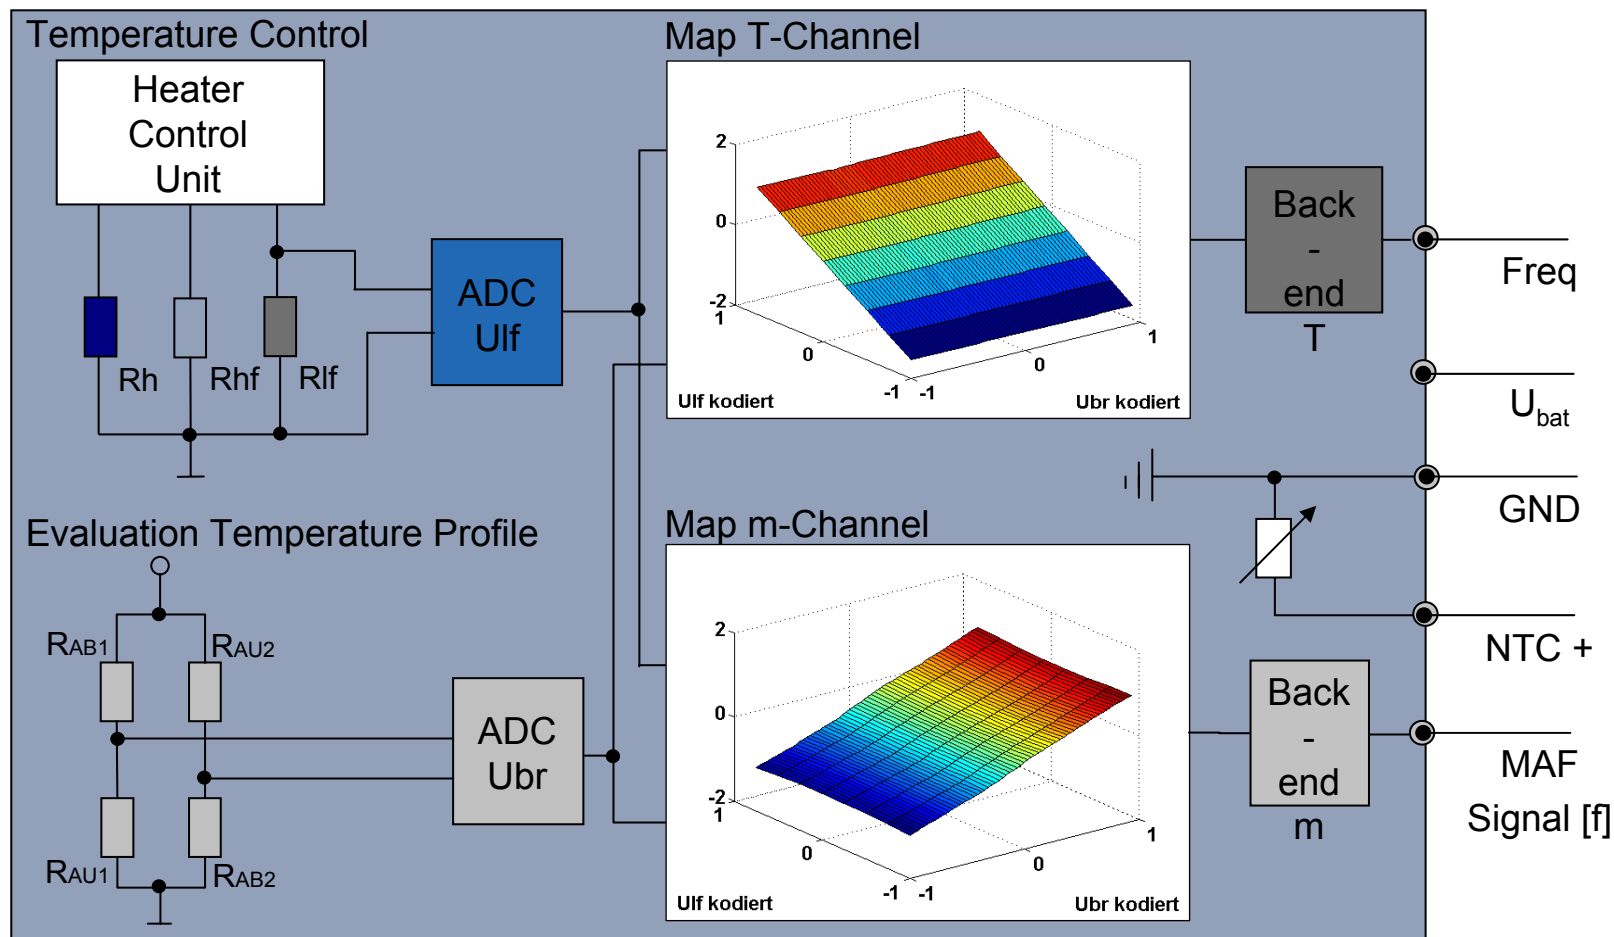 Temperature Control
Heater
Control
Unit
Rh
Rhf
Rlf
ADC
Ulf
Map T-Channel
2
0
-2
1
0
-1
-1
0
1
Ulf kodiert
Ubr kodiert
Back
-
end
T
Freq
Ubat
GND
NTC +
MAF
Signal [f]
Evaluation Temperature Profile
RAB1
RAU2
RAU1
RAB2
ADC
Ubr
Map m-Channel
2
0
-2
1
0
-1
-1
0
1
Ulf kodiert
Ubr kodiert
Back
-
end
m